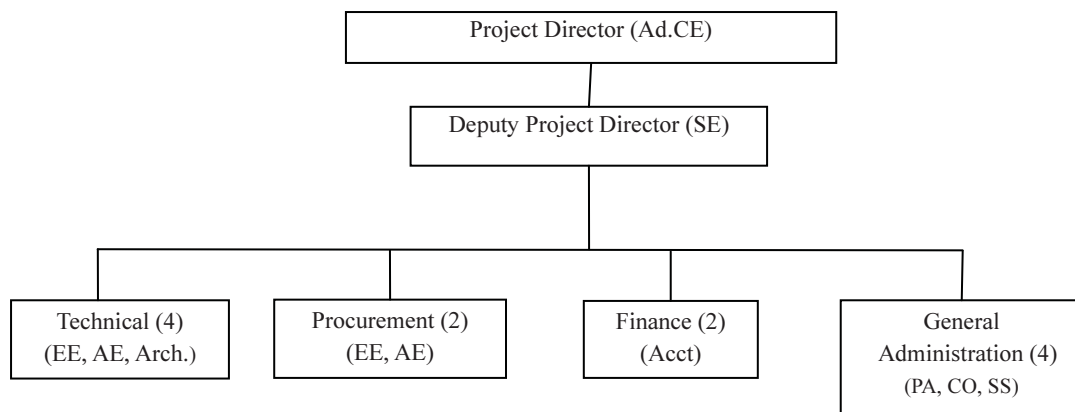 Project Director (Ad.CE)
Deputy Project Director (SE)
Technical (4)
(EE, AE, Arch.)
Procurement (2)
(EE, AE)
Finance (2)
(Acct)
General
Administration (4)
(PA, CO, SS)